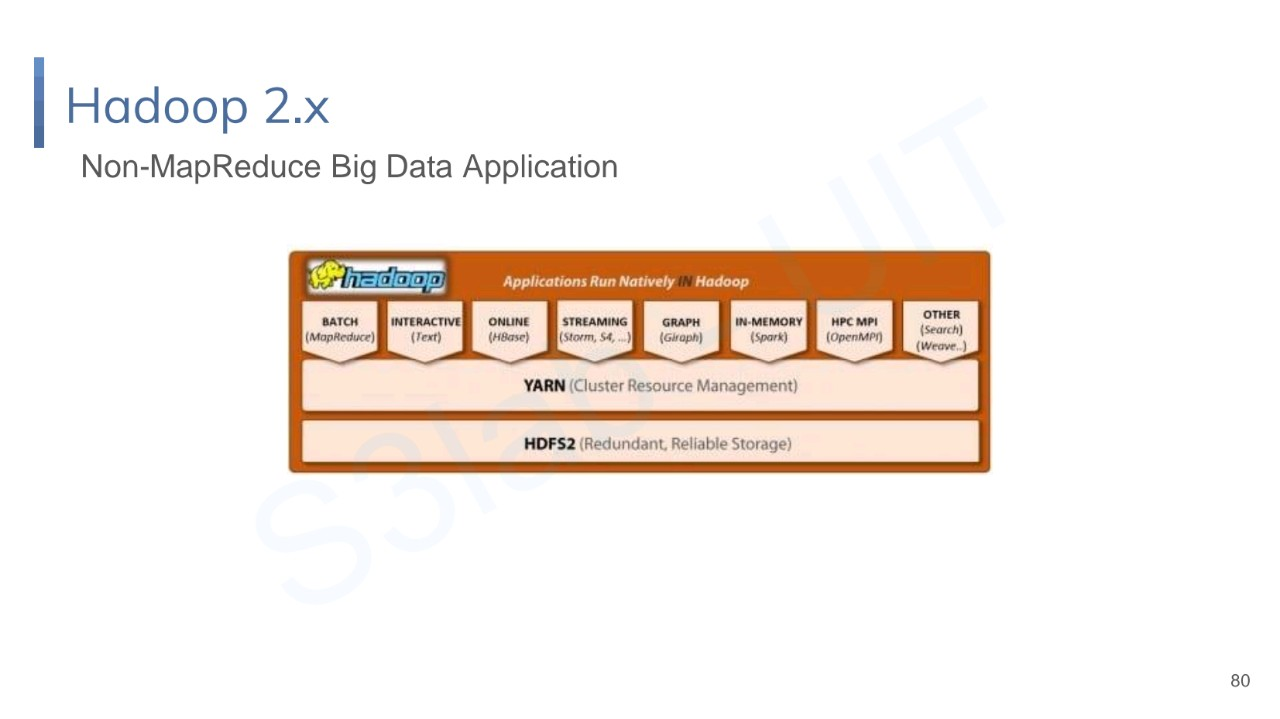 Hadoop 2.x
Non-MapReduce Big Data Application
hadoop
Applications Run Natively IN Hadoop
BATCH
(MapReduce)
INTERACTIVE
(Text)
ONLINE
(HBase)
STREAMING
(Storm, S4, ...)
GRAPH
(Giraph)
IN-MEMORY
(Spark)
HPC MPI
(OpenMPI)
OTHER
(Search)
(Weave..)
YARN (Cluster Resource Management)
HDFS2 (Redundant, Reliable Storage)
S3lab - UIT
80